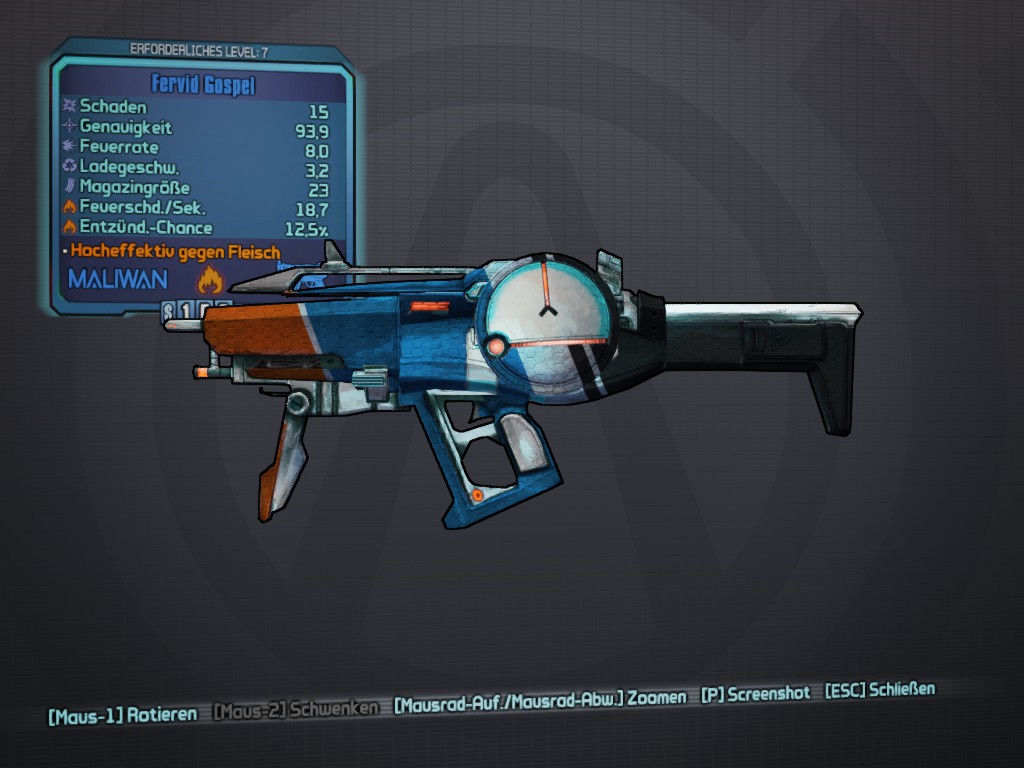 ERFORDERLICHES LEVEL: 7
Fervid Gospel
Schaden 15
Genauigkeit 93,9
Feuerrate 8,0
Ladegeschw. 3,2
Magazingröße 23
Feuerschd./Sek. 18,7
Entzünd.-Chance 12,5%
• Hocheffektiv gegen Fleisch
MALIWAN
[Maus-1] Rotieren [Maus-2] Schwenken [Mausrad-Auf./Mausrad-Abw.] Zoomen [P] Screenshot [ESC] Schließen